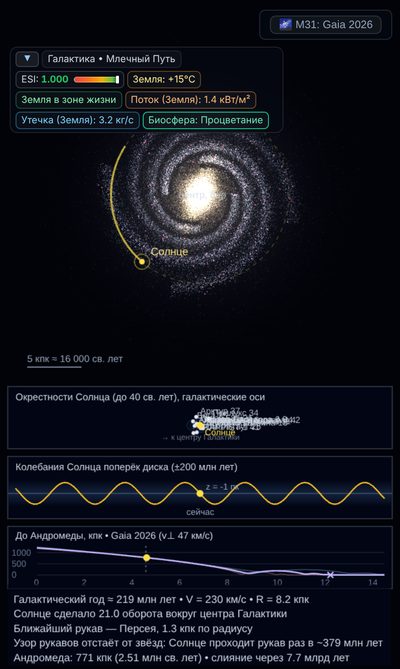 M31: Gaia 2026
▼ Галактика • Млечный Путь
ESI: 1.000 Земля: +15°C
Земля в зоне жизни Поток (Земля): 1.4 кВт/м²
Утечка (Земля): 3.2 кг/с Биосфера: Процветание
Солнце
5 кпк ≈ 16 000 св. лет
Окрестности Солнца (до 40 св. лет), галактические оси
Солнце
→ к центру Галактики
Колебания Солнца поперёк диска (±200 млн лет)
z = -1 пк
сейчас
До Андромеды, кпк • Gaia 2026 (v⊥ 47 км/с)
1000
500
0
0 2 4 6 8 10 12 14
Галактический год ≈ 219 млн лет • V = 230 км/с • R = 8.2 кпк
Солнце сделало 21.0 оборота вокруг центра Галактики
Ближайший рукав — Персея, 1.3 кпк по радиусу
Узор рукавов отстаёт от звёзд: Солнце проходит рукав раз в ~379 млн лет
Андромеда: 771 кпк (2.51 млн св. лет) • слияние через 7.7 млрд лет